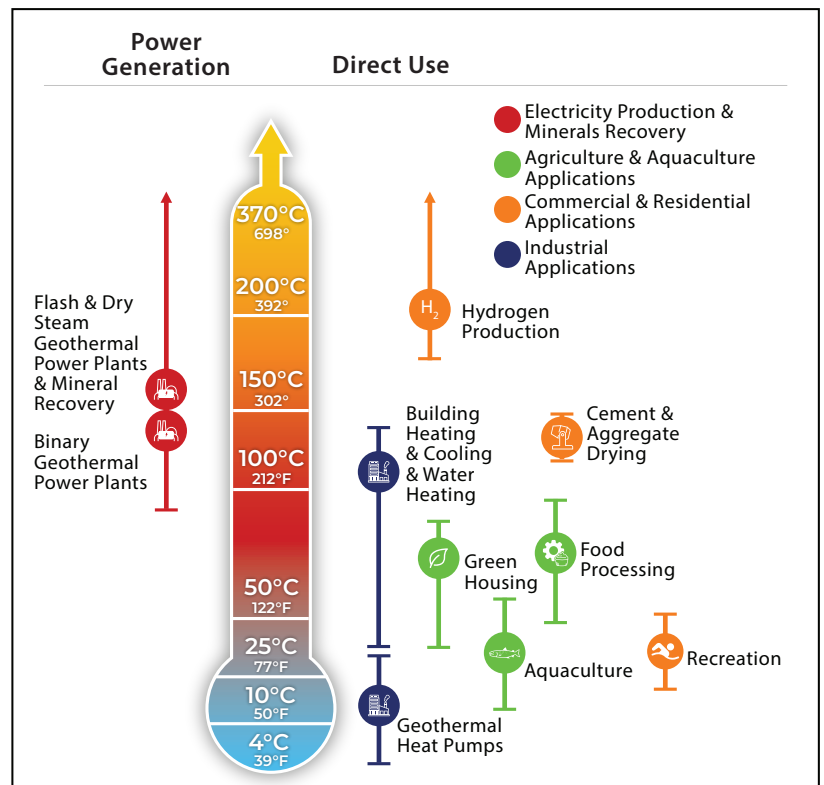 Power
Generation
Direct Use
Electricity Production &
Minerals Recovery
Agriculture & Aquaculture
Applications
Commercial & Residential
Applications
Industrial
Applications
370°C
698°
200°C
392°
150°C
302°
100°C
212°F
50°C
122°F
25°C
77°F
10°C
50°F
4°C
39°F
Flash & Dry
Steam
Geothermal
Power Plants
& Mineral
Recovery
Binary
Geothermal
Power Plants
H₂
Hydrogen
Production
Building
Heating
& Cooling
& Water
Heating
Cement &
Aggregate
Drying
Green
Housing
Food
Processing
Aquaculture
Recreation
Geothermal
Heat Pumps